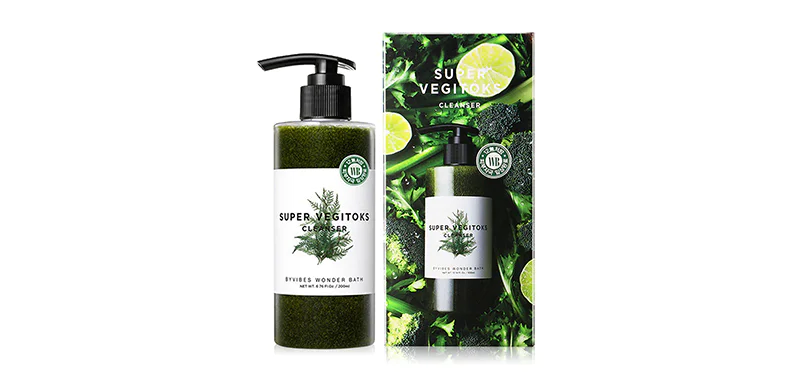 WB
SUPER VEGITOKS
CLEANSER
BYVIBES WONDER BATH
NET WT. 6.76 Fl.Oz. / 200ml
SUPER
VEGITOKS
CLEANSER
WB
SUPER VEGITOKS
CLEANSER
BYVIBES WONDER BATH